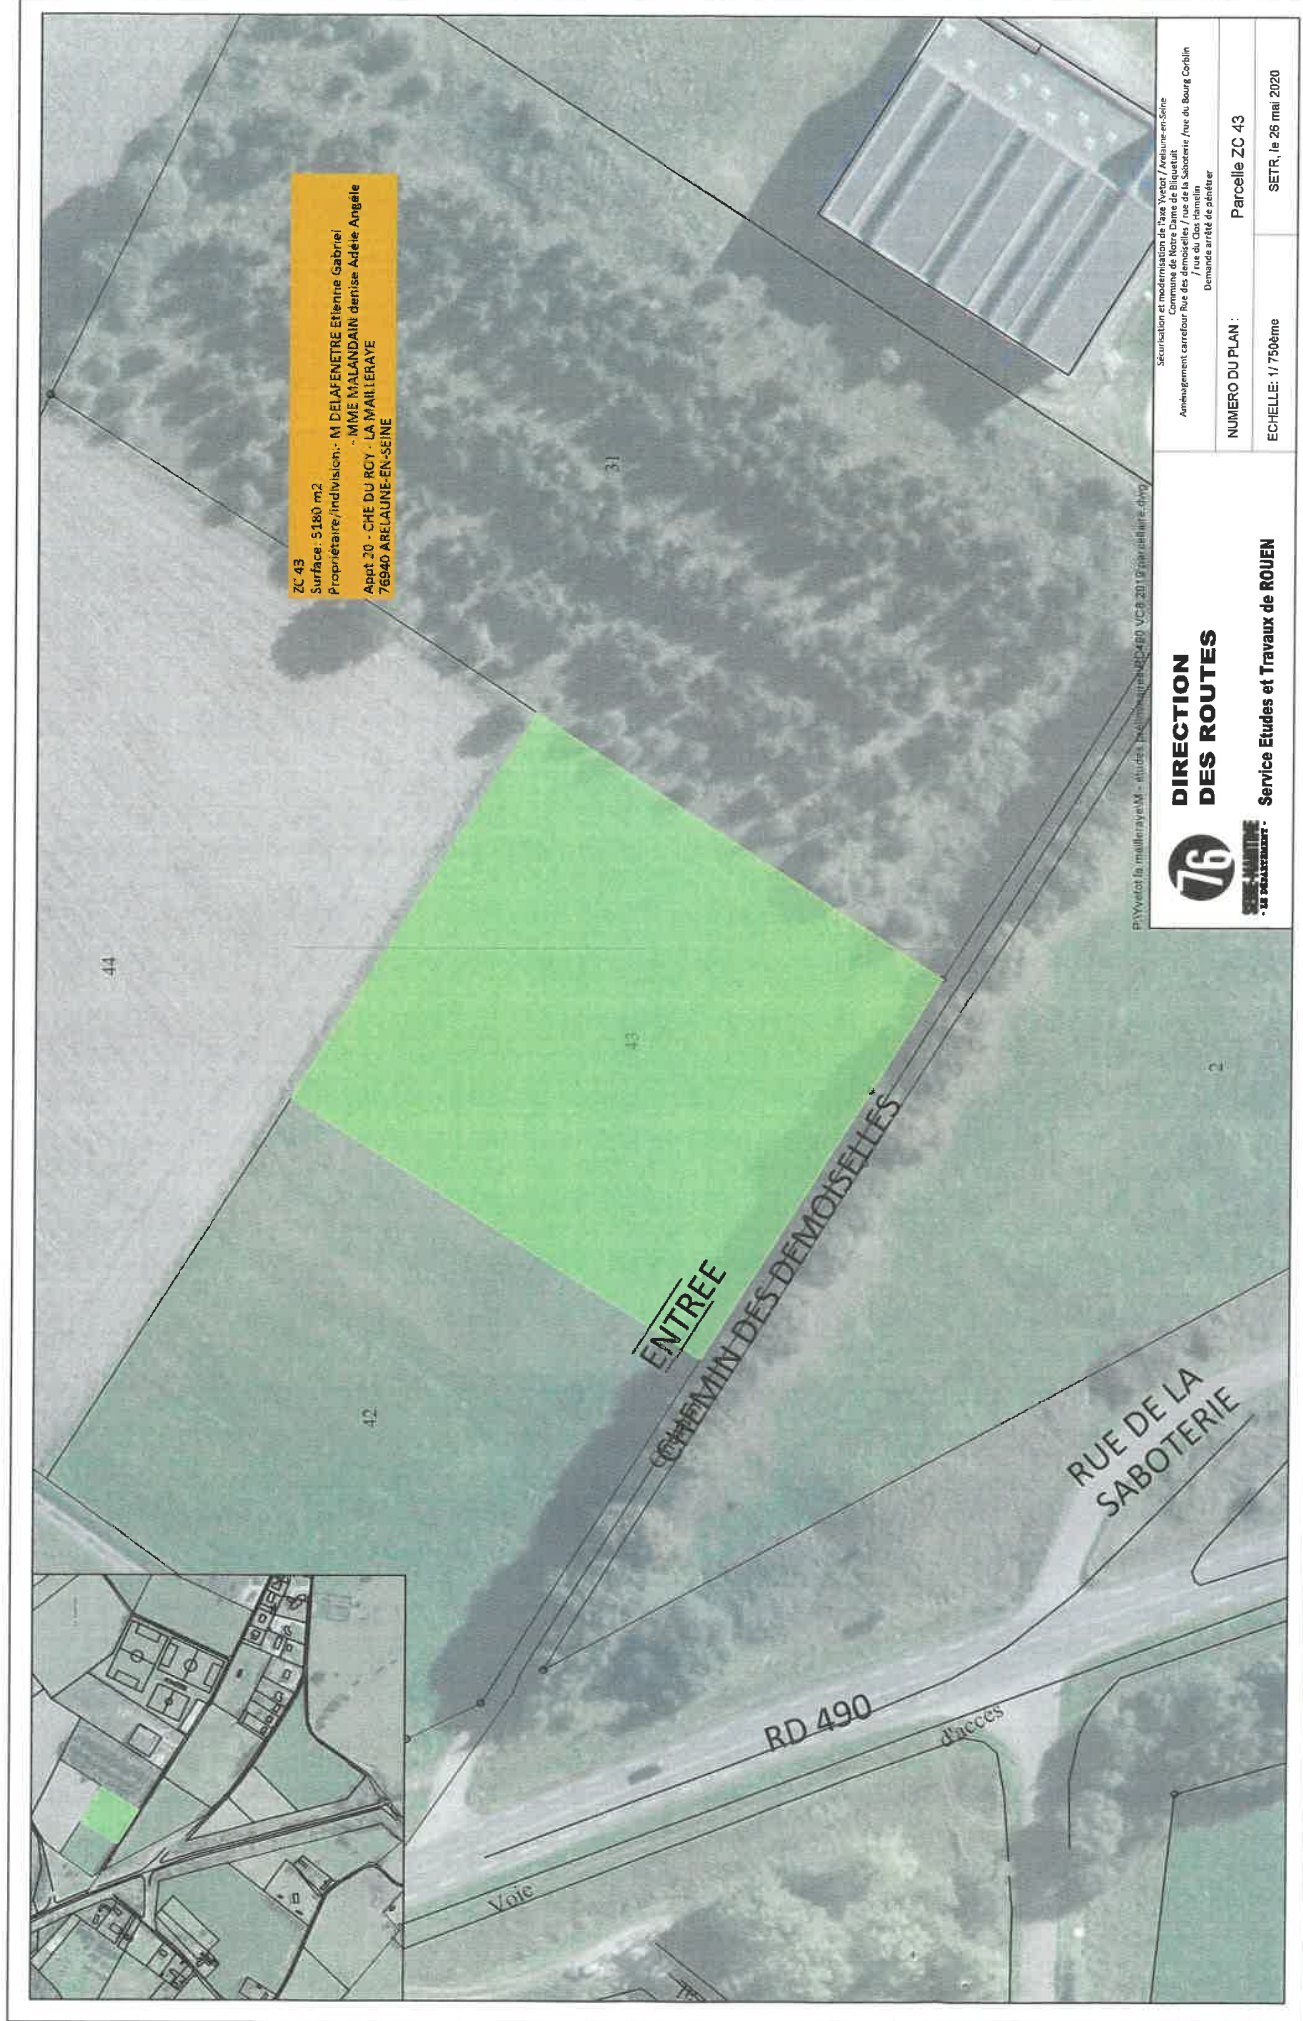 ZC 43
Surface: 5180 m2
Propriétaire/indivision:- M DELAFENETRE Etienne Gabriel
- MME MALANDAIN denise Adèle Angèle
Appt 20 - CHE DU ROY - LA MAILLERAYE
76940 ARELAUNE-EN-SEINE
44
31
43
42
2
ENTREE
CHEMIN DES DEMOISELLES
RUE DE LA
SABOTERIE
RD 490
Voie
d'accès
DIRECTION
DES ROUTES
76
SEINE-MARITIME
- LE DÉPARTEMENT -
Service Etudes et Travaux de ROUEN
Sécurisation et modernisation de l'axe Yvetot / Arelaune-en-Seine
Commune de Notre Dame de Bliquetuit
Aménagement carrefour Rue des demoiselles / rue de la Saboterie /rue du Bourg Corblin
/ rue du Clos Hamelin
Demande arrêté de pénétrer
NUMERO DU PLAN :
Parcelle ZC 43
ECHELLE: 1/ 750ème
SETR, le 26 mai 2020